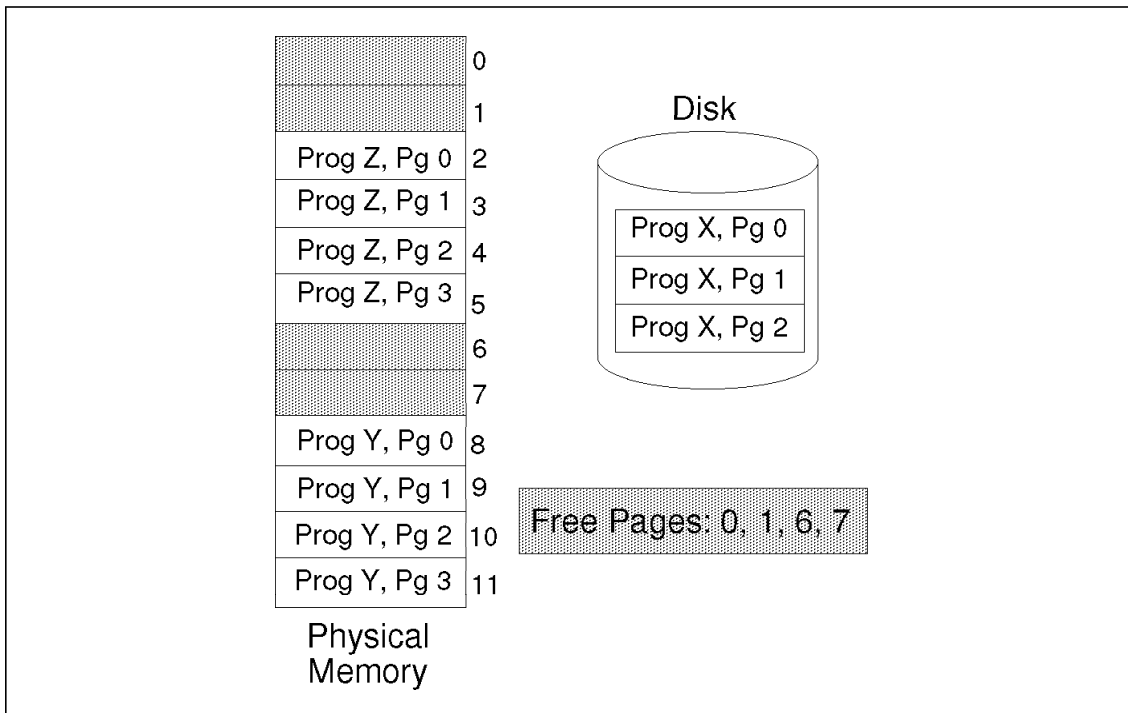 0
1
Prog Z, Pg 0 2
Prog Z, Pg 1 3
Prog Z, Pg 2 4
Prog Z, Pg 3 5
6
7
Prog Y, Pg 0 8
Prog Y, Pg 1 9
Prog Y, Pg 2 10
Prog Y, Pg 3 11
Physical
Memory
Disk
Prog X, Pg 0
Prog X, Pg 1
Prog X, Pg 2
Free Pages: 0, 1, 6, 7